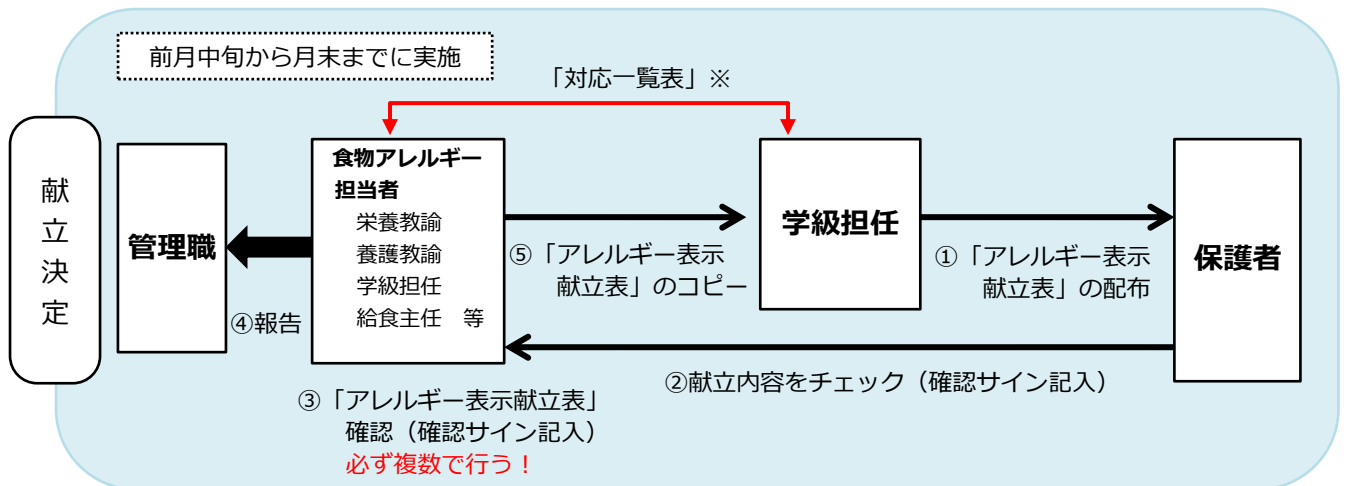 前月中旬から月末までに実施
「対応一覧表」※
献立決定
管理職
食物アレルギー
担当者
栄養教諭
養護教諭
学級担任
給食主任　等
④報告
⑤「アレルギー表示
献立表」のコピー
学級担任
①「アレルギー表示
献立表」の配布
保護者
②献立内容をチェック（確認サイン記入）
③「アレルギー表示献立表」
確認（確認サイン記入）
必ず複数で行う！